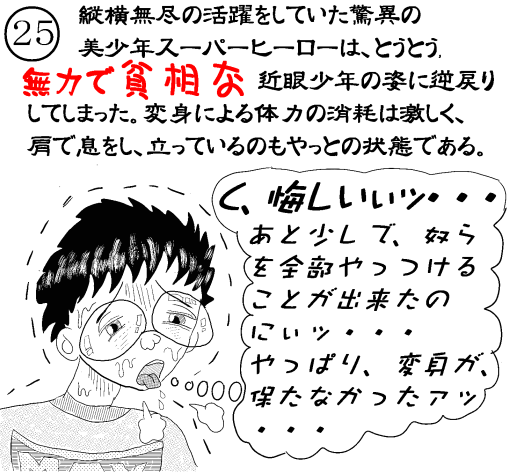 25
縦横無尽の活躍をしていた驚異の
美少年スーパーヒーローは、とうとう、
無力で貧相な 近眼少年の姿に逆戻り
してしまった。変身による体力の消耗は激しく、
肩で息をし、立っているのもやっとの状態である。
く、悔しいぃッ・・・
あと少しで、奴ら
を全部やっつける
ことが出来たの
にぃッ・・・
やっぱり、変身が、
保たなかったァッ
・・・